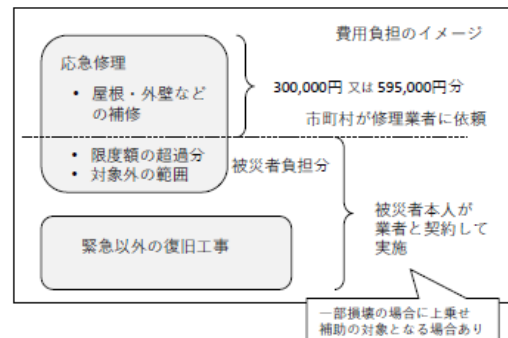 費用負担のイメージ
応急修理
• 屋根・外壁など
の補修
300,000円 又は 595,000円分
市町村が修理業者に依頼
• 限度額の超過分
• 対象外の範囲
被災者負担分
被災者本人が
業者と契約して
実施
緊急以外の復旧工事
一部損壊の場合に上乗せ
補助の対象となる場合あり